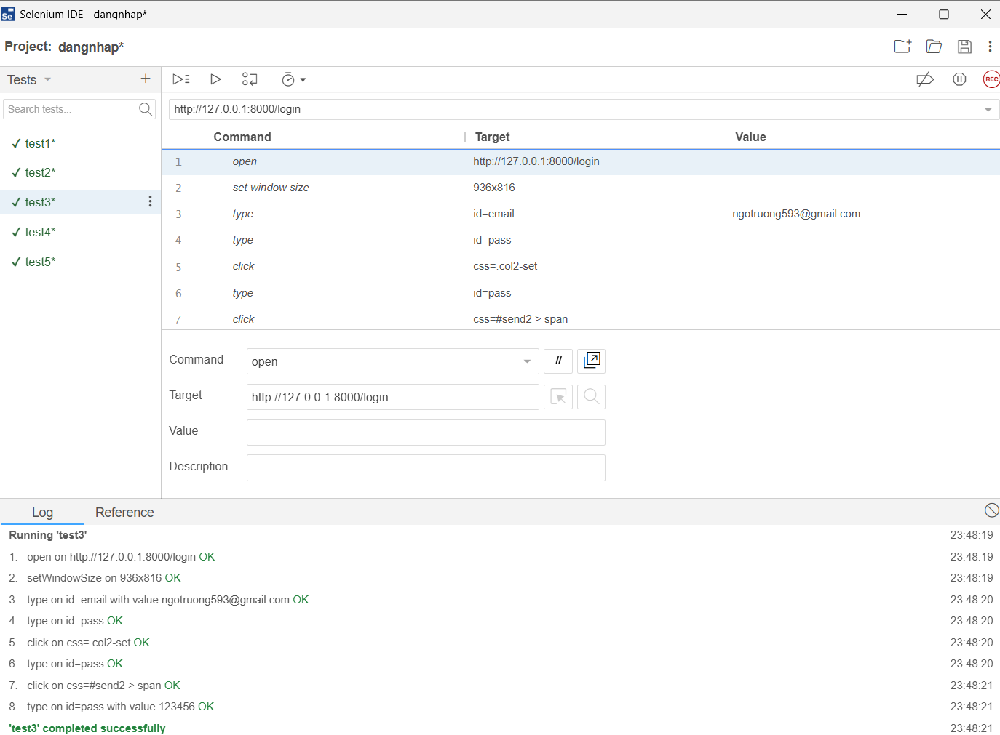 Se Selenium IDE - dangnhap*
Project: dangnhap*
Tests
Search tests...
test1*
test2*
test3*
test4*
test5*
REC
http://127.0.0.1:8000/login
Command Target Value
1 open http://127.0.0.1:8000/login
2 set window size 936x816
3 type id=email ngotruong593@gmail.com
4 type id=pass
5 click css=.col2-set
6 type id=pass
7 click css=#send2 > span
Command open //
Target http://127.0.0.1:8000/login
Value
Description
Log Reference
Running 'test3' 23:48:19
1. open on http://127.0.0.1:8000/login OK 23:48:19
2. setWindowSize on 936x816 OK 23:48:19
3. type on id=email with value ngotruong593@gmail.com OK 23:48:20
4. type on id=pass OK 23:48:20
5. click on css=.col2-set OK 23:48:20
6. type on id=pass OK 23:48:20
7. click on css=#send2 > span OK 23:48:21
8. type on id=pass with value 123456 OK 23:48:21
'test3' completed successfully 23:48:21